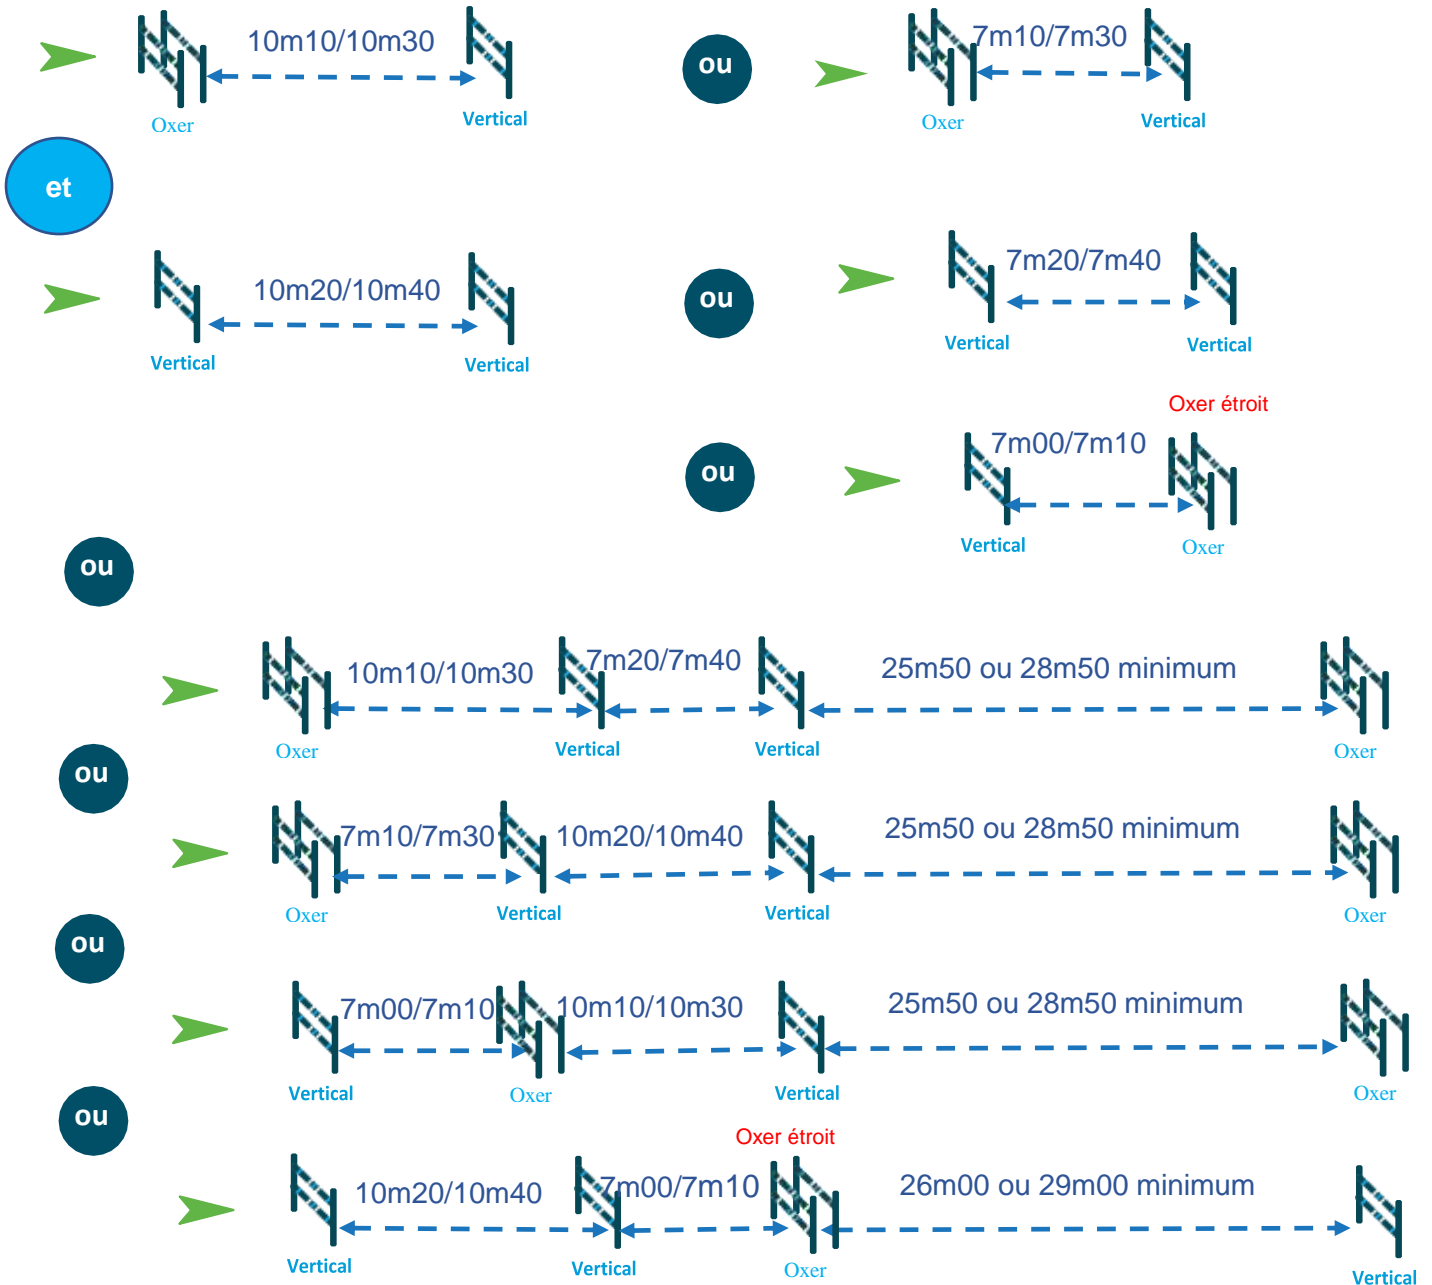 10m10/10m30
Oxer
Vertical
ou
7m10/7m30
Oxer
Vertical
et
10m20/10m40
Vertical
Vertical
ou
7m20/7m40
Vertical
Vertical
Oxer étroit
ou
7m00/7m10
Vertical
Oxer
ou
10m10/10m30
7m20/7m40
25m50 ou 28m50 minimum
Oxer
Vertical
Vertical
Oxer
ou
7m10/7m30
10m20/10m40
25m50 ou 28m50 minimum
Oxer
Vertical
Vertical
Oxer
ou
7m00/7m10
10m10/10m30
25m50 ou 28m50 minimum
Vertical
Oxer
Vertical
Oxer
ou
Oxer étroit
10m20/10m40
7m00/7m10
26m00 ou 29m00 minimum
Vertical
Vertical
Oxer
Vertical